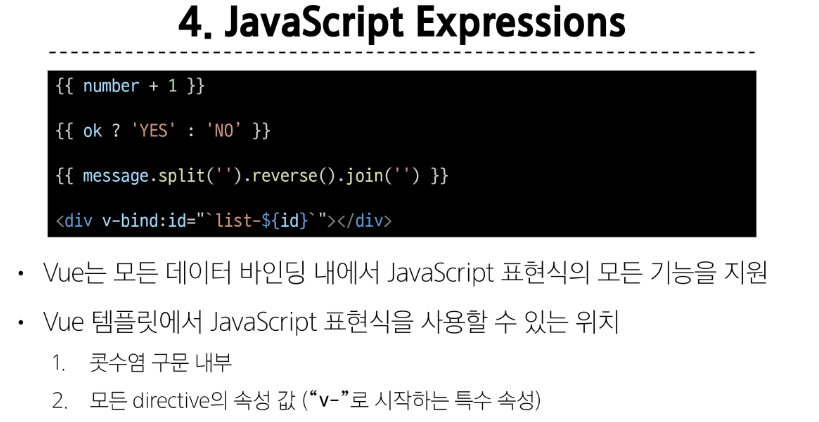 4. JavaScript Expressions
{{ number + 1 }}
{{ ok ? 'YES' : 'NO’ }}
{{ message.split('').reverse().join('') }}
<div v-bind:id="`list-${id}`"></div>
• Vue는 모든 데이터 바인딩 내에서 JavaScript 표현식의 모든 기능을 지원
• Vue 템플릿에서 JavaScript 표현식을 사용할 수 있는 위치
1. 콧수염 구문 내부
2. 모든 directive의 속성 값 (“v-”로 시작하는 특수 속성)